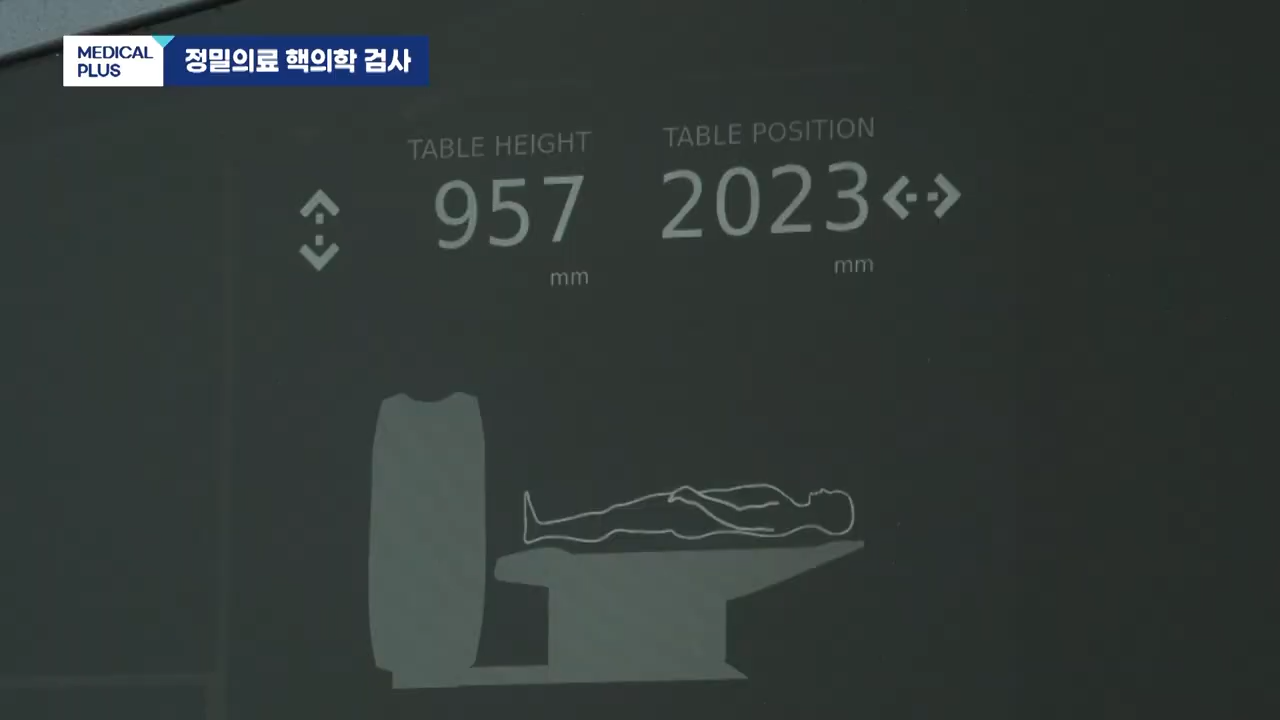 MEDICAL
PLUS
정밀의료 핵의학 검사
TABLE HEIGHT
957
mm
TABLE POSITION
2023
mm